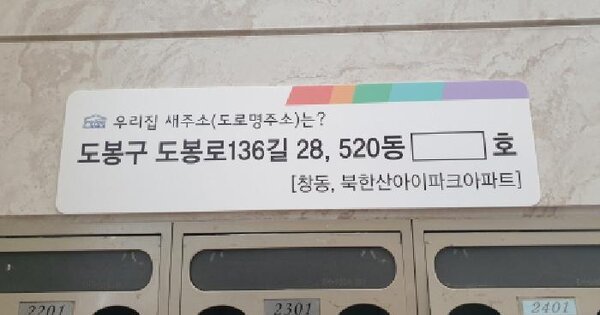 우리집 새주소(도로명주소)는?
도봉구 도봉로136길 28, 520동 호
[창동, 북한산아이파크아파트]
2201 2301 2401